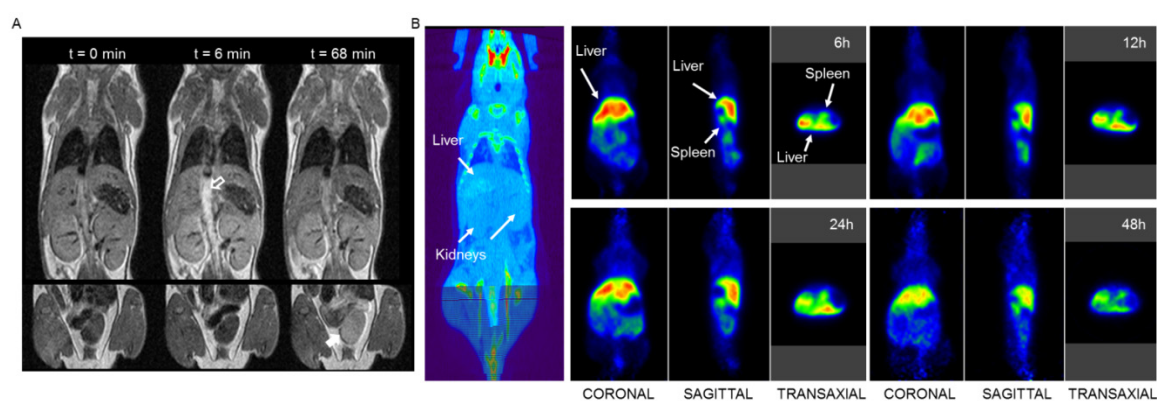 A
t = 0 min
t = 6 min
t = 68 min
B
Liver
Kidneys
Liver
Liver
Spleen
6h
Spleen
Liver
12h
24h
48h
CORONAL
SAGITTAL
TRANSAXIAL
CORONAL
SAGITTAL
TRANSAXIAL